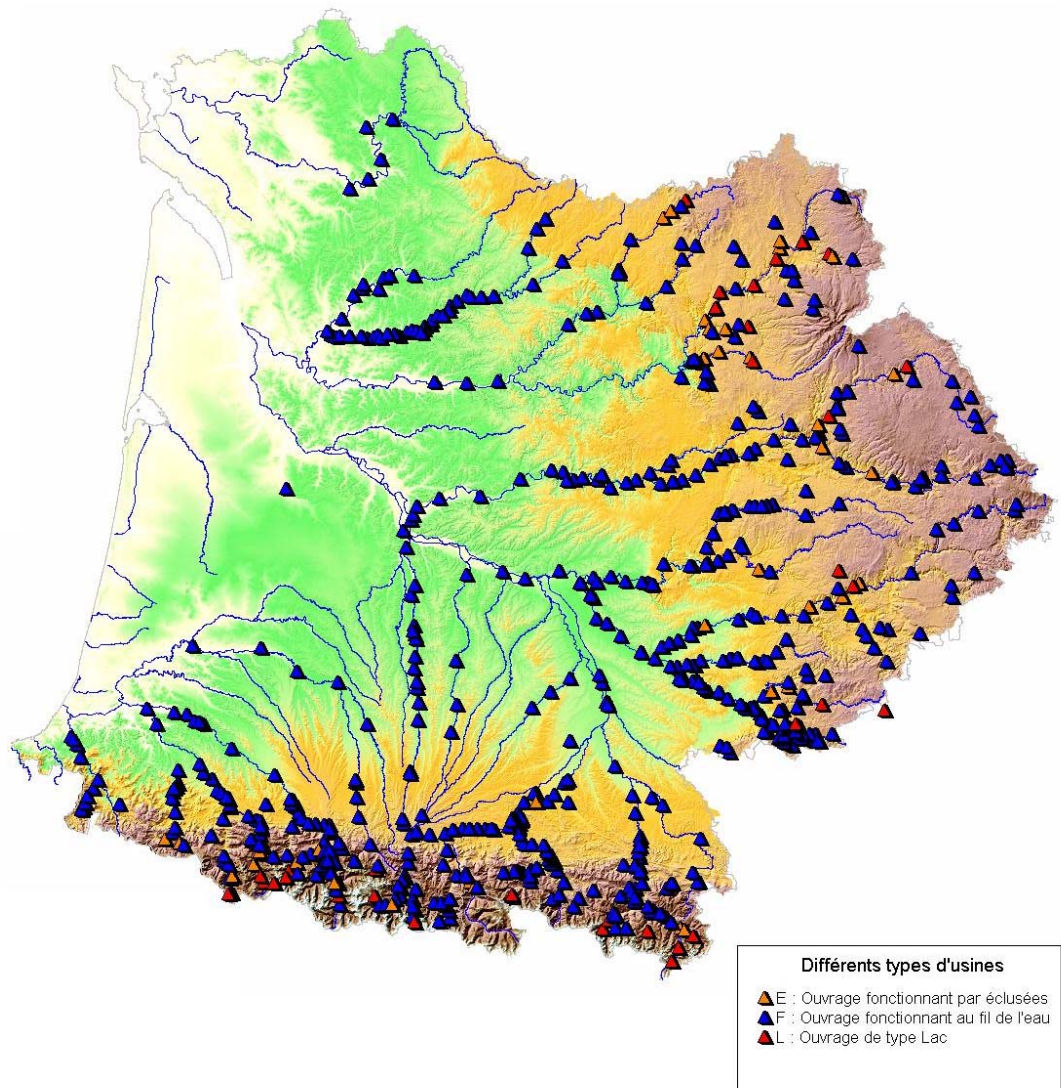 Différents types d'usines
E : Ouvrage fonctionnant par éclusées
F : Ouvrage fonctionnant au fil de l'eau
L : Ouvrage de type Lac